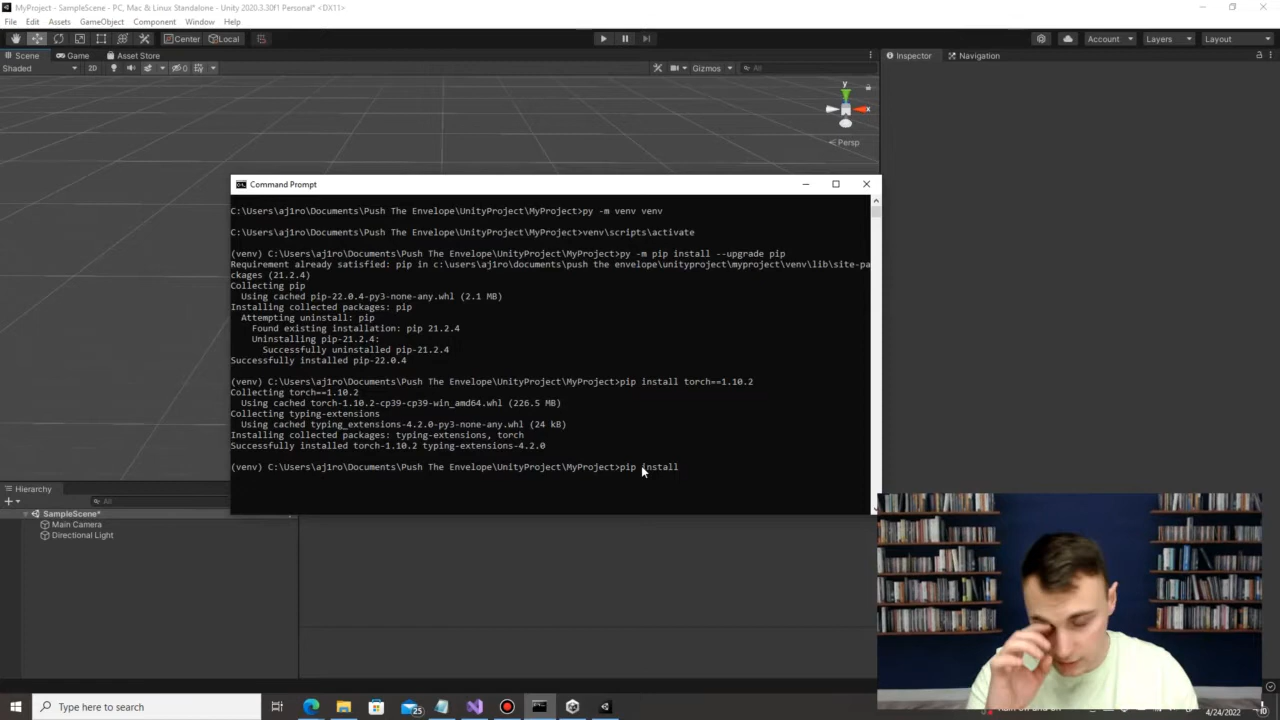 MyProject - SampleScene - PC, Mac & Linux Standalone - Unity 2020.3.30f1 Personal* <DX11>
File Edit Assets GameObject Component Window Help
Center Local Account Layers Layout
Scene Game Asset Store Inspector Navigation
Shaded 2D 0 Gizmos All
y
x
Persp
Command Prompt
C:\Users\aj1ro\Documents\Push The Envelope\UnityProject\MyProject>py -m venv venv
C:\Users\aj1ro\Documents\Push The Envelope\UnityProject\MyProject>venv\scripts\activate
(venv) C:\Users\aj1ro\Documents\Push The Envelope\UnityProject\MyProject>py -m pip install --upgrade pip
Requirement already satisfied: pip in c:\users\aj1ro\documents\push the envelope\unityproject\myproject\venv\lib\site-pa
ckages (21.2.4)
Collecting pip
Using cached pip-22.0.4-py3-none-any.whl (2.1 MB)
Installing collected packages: pip
Attempting uninstall: pip
Found existing installation: pip 21.2.4
Uninstalling pip-21.2.4:
Successfully uninstalled pip-21.2.4
Successfully installed pip-22.0.4
(venv) C:\Users\aj1ro\Documents\Push The Envelope\UnityProject\MyProject>pip install torch==1.10.2
Collecting torch==1.10.2
Using cached torch-1.10.2-cp39-cp39-win_amd64.whl (226.5 MB)
Collecting typing-extensions
Using cached typing_extensions-4.2.0-py3-none-any.whl (24 kB)
Installing collected packages: typing-extensions, torch
Successfully installed torch-1.10.2 typing-extensions-4.2.0
(venv) C:\Users\aj1ro\Documents\Push The Envelope\UnityProject\MyProject>pip install
Hierarchy
All
SampleScene*
Main Camera
Directional Light
Type here to search
25
4/24/2022